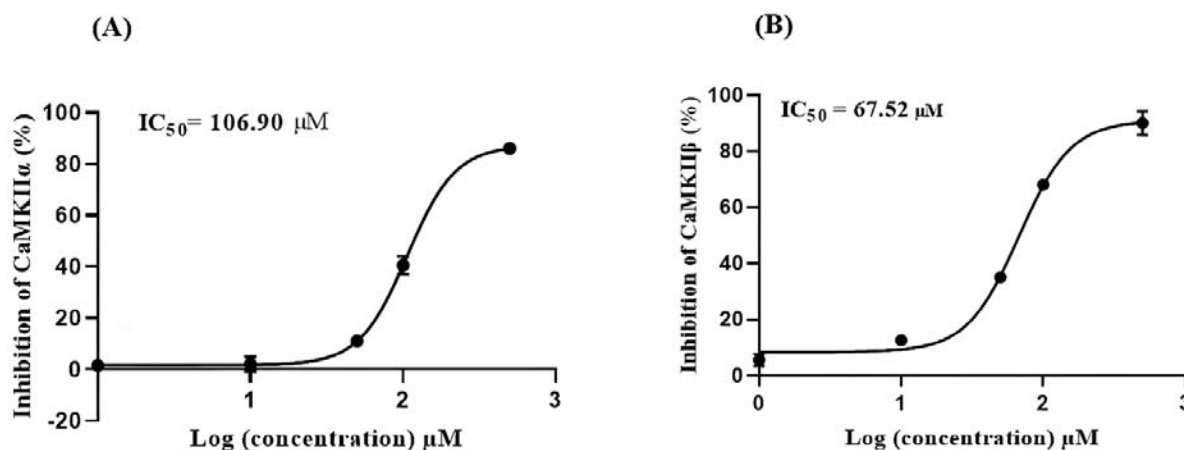 (A)
IC50= 106.90 μM
Inhibition of CaMKIIα (%)
100
80
60
40
20
0
-20
1
2
3
Log (concentration) μM
(B)
IC50 = 67.52 μM
Inhibition of CaMKIIβ (%)
100
80
60
40
20
0
0
1
2
3
Log (concentration) μM